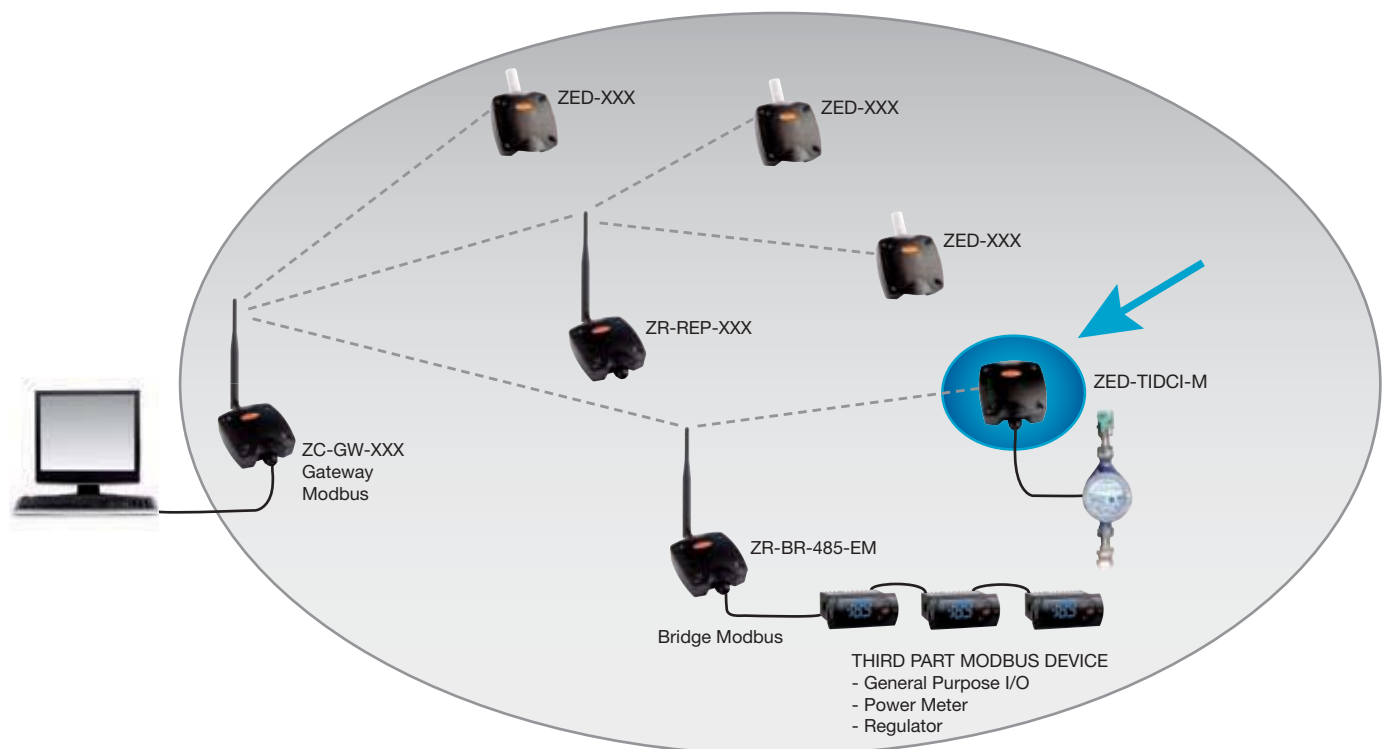 ZED-XXX
ZED-XXX
ZED-XXX
ZR-REP-XXX
ZED-TIDCI-M
ZC-GW-XXX
Gateway
Modbus
ZR-BR-485-EM
Bridge Modbus
THIRD PART MODBUS DEVICE
- General Purpose I/O
- Power Meter
- Regulator